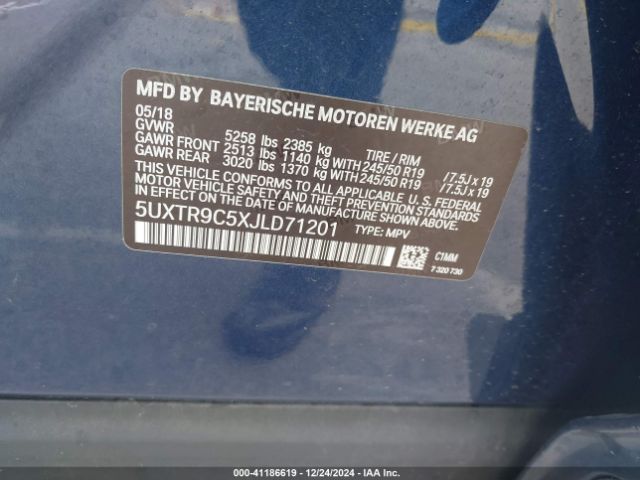 MFD BY BAYERISCHE MOTOREN WERKE AG
05/18
GVWR 5258 lbs 2385 kg TIRE / RIM
GAWR FRONT 2513 lbs 1140 kg WITH 245/50 R19 / 7.5J x 19
GAWR REAR 3020 lbs 1370 kg WITH 245/50 R19 / 7.5J x 19
THIS VEHICLE CONFORMS TO ALL APPLICABLE U.S. FEDERAL
MOTOR VEHICLE SAFETY AND THEFT PREVENTION STANDARDS
IN EFFECT ON THE DATE OF MANUFACTURE SHOWN ABOVE.
5UXTR9C5XJLD71201 TYPE: MPV
C1MM
7 320 730
000-41186619 • 12/24/2024 • IAA, Inc.